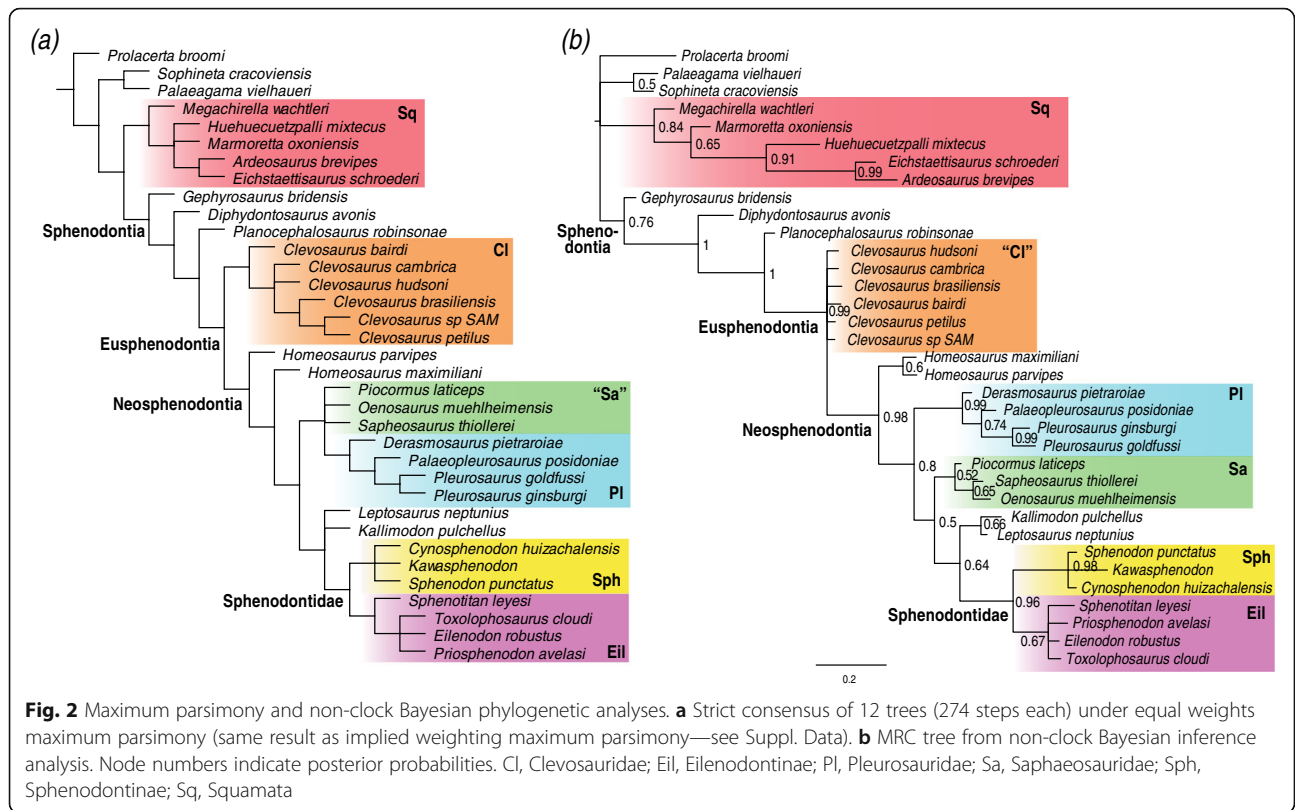 (a)
Prolacerta broomi
Sophineta cracoviensis
Palaeagama vielhaueri
Megachirella wachtleri
Sq
Huehuecuetzpalli mixtecus
Marmoretta oxoniensis
Ardeosaurus brevipes
Eichstaettisaurus schroederi
Gephyrosaurus bridensis
Sphenodontia
Diphydontosaurus avonis
Planocephalosaurus robinsonae
Clevosaurus bairdi
Cl
Clevosaurus cambrica
Clevosaurus hudsoni
Clevosaurus brasiliensis
Clevosaurus sp SAM
Clevosaurus petilus
Eusphenodontia
Homeosaurus parvipes
Homeosaurus maximiliani
Neosphenodontia
Piocormus laticeps
"Sa"
Oenosaurus muehlheimensis
Sapheosaurus thiollerei
Derasmosaurus pietraroiae
Palaeopleurosaurus posidoniae
Pleurosaurus goldfussi
Pleurosaurus ginsburgi
Pl
Leptosaurus neptunius
Kallimodon pulchellus
Cynosphenodon huizachalensis
Kawasphenodon
Sphenodon punctatus
Sph
Sphenodontidae
Sphenotitan leyesi
Toxolophosaurus cloudi
Eilenodon robustus
Priosphenodon avelasi
Eil
(b)
Prolacerta broomi
Palaeagama vielhaueri
0.5
Sophineta cracoviensis
Megachirella wachtleri
Sq
0.84
Marmoretta oxoniensis
0.65
Huehuecuetzpalli mixtecus
0.91
Eichstaettisaurus schroederi
0.99
Ardeosaurus brevipes
Gephyrosaurus bridensis
0.76
Spheno-
dontia
Diphydontosaurus avonis
1
Planocephalosaurus robinsonae
1
Clevosaurus hudsoni
"Cl"
Clevosaurus cambrica
Clevosaurus brasiliensis
Clevosaurus bairdi
0.99
Clevosaurus petilus
Clevosaurus sp SAM
Eusphenodontia
Homeosaurus maximiliani
0.6
Homeosaurus parvipes
0.98
Neosphenodontia
Derasmosaurus pietraroiae
Pl
0.99
Palaeopleurosaurus posidoniae
0.74
Pleurosaurus ginsburgi
0.99
Pleurosaurus goldfussi
0.8
Piocormus laticeps
Sa
0.52
Sapheosaurus thiollerei
0.65
Oenosaurus muehlheimensis
0.5
Kallimodon pulchellus
0.66
Leptosaurus neptunius
0.64
Sphenodon punctatus
Sph
0.98
Kawasphenodon
Cynosphenodon huizachalensis
0.96
Sphenodontidae
Sphenotitan leyesi
Eil
Priosphenodon avelasi
0.67
Eilenodon robustus
Toxolophosaurus cloudi
0.2
Fig. 2 Maximum parsimony and non-clock Bayesian phylogenetic analyses. a Strict consensus of 12 trees (274 steps each) under equal weights
maximum parsimony (same result as implied weighting maximum parsimony—see Suppl. Data). b MRC tree from non-clock Bayesian inference
analysis. Node numbers indicate posterior probabilities. Cl, Clevosauridae; Eil, Eilenodontinae; Pl, Pleurosauridae; Sa, Saphaeosauridae; Sph,
Sphenodontinae; Sq, Squamata